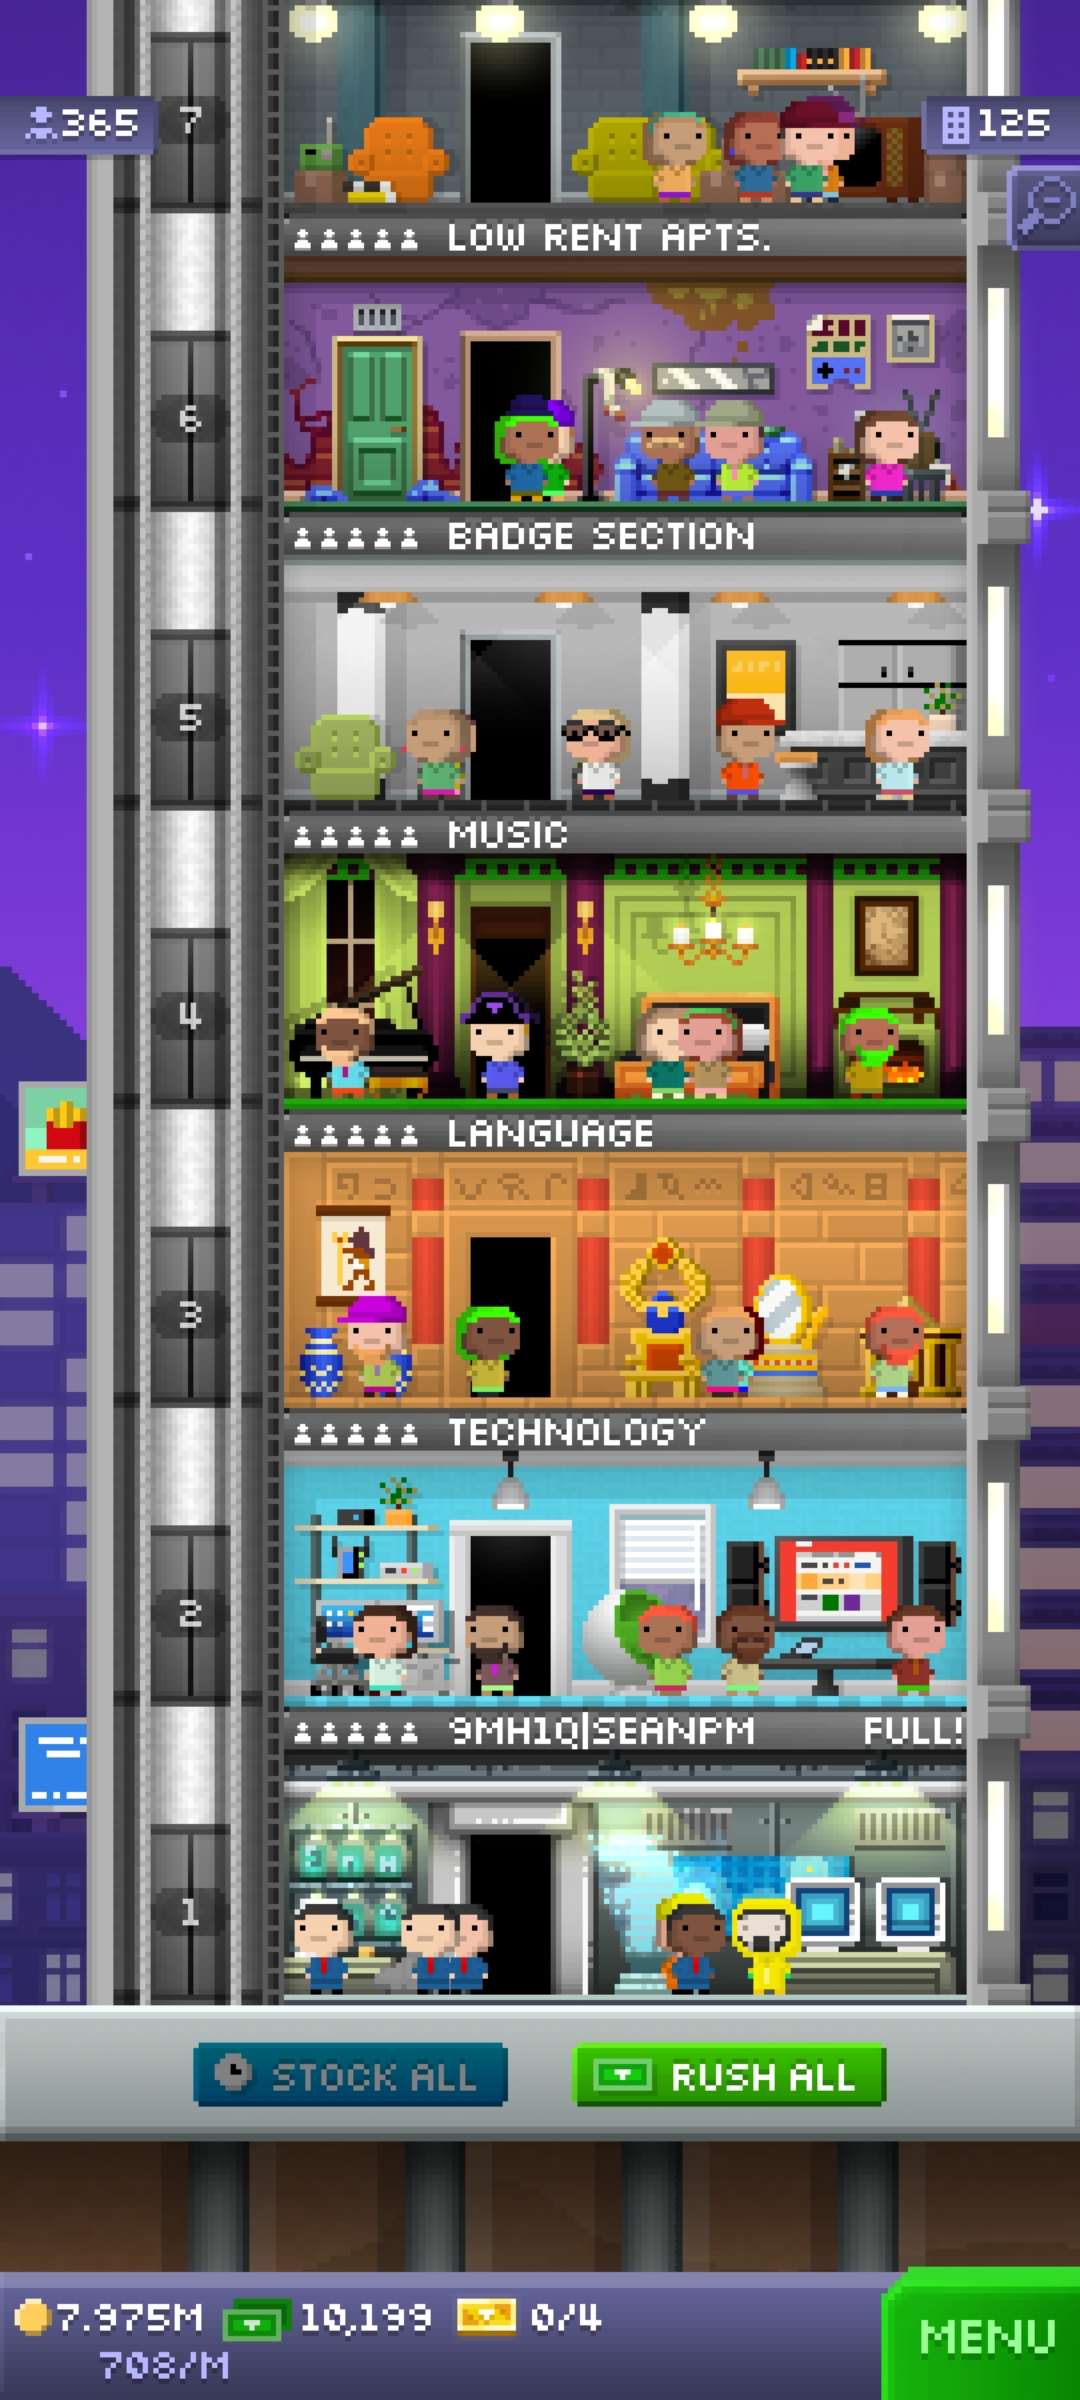 365
7
125
LOW RENT APTS.
6
BADGE SECTION
5
MUSIC
4
LANGUAGE
3
TECHNOLOGY
2
9MH1Q|SEANPM FULL!
1
STOCK ALL
RUSH ALL
7.975M 10,199 0/4
708/M
MENU